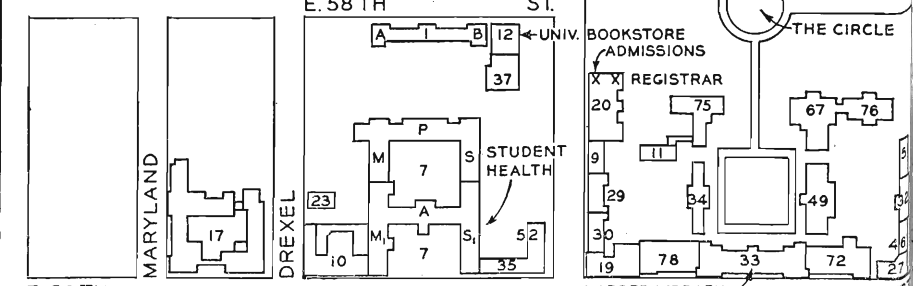 E. 58TH ST.
THE CIRCLE
A 1 B 12 UNIV. BOOKSTORE
ADMISSIONS
37
X X REGISTRAR
20 75 67 76
P
M 7 S STUDENT
HEALTH
9 11 5
MARYLAND
DREXEL
23
A
29 34 49 32
17
10 M1 7 S1 52
35
30
19 78 33 72
46
27